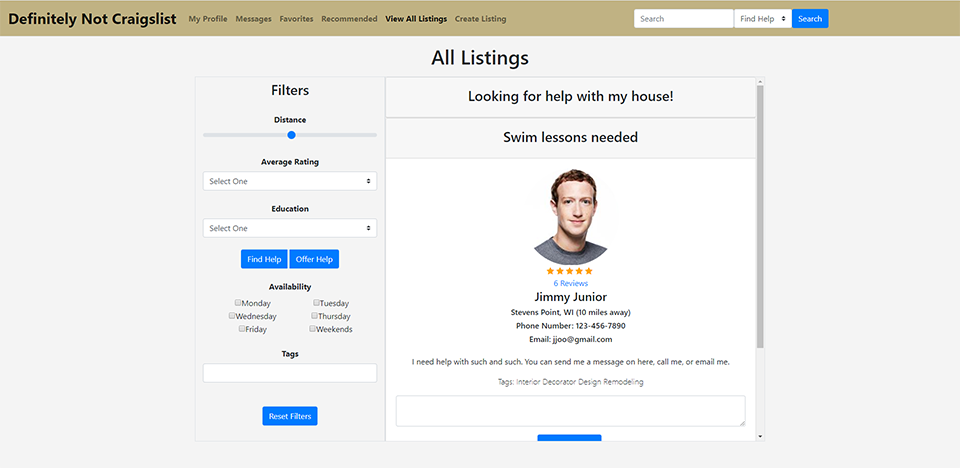 Definitely Not Craigslist My Profile Messages Favorites Recommended View All Listings Create Listing Search Find Help Search
All Listings
Filters
Distance
Average Rating
Select One
Education
Select One
Find Help Offer Help
Availability
Monday Tuesday
Wednesday Thursday
Friday Weekends
Tags
Reset Filters
Looking for help with my house!
Swim lessons needed
6 Reviews
Jimmy Junior
Stevens Point, WI (10 miles away)
Phone Number: 123-456-7890
Email: jjoo@gmail.com
I need help with such and such. You can send me a message on here, call me, or email me.
Tags: Interior Decorator Design Remodeling